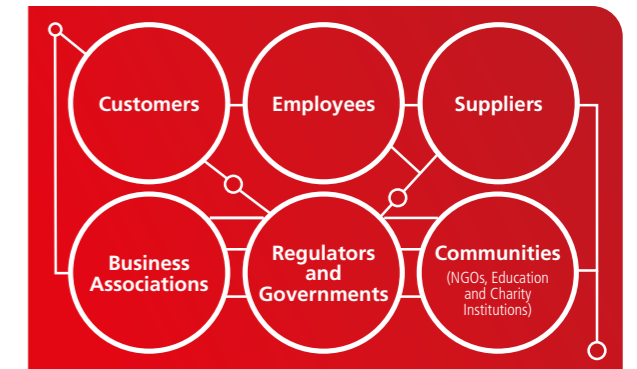 Customers
Employees
Suppliers
Business
Associations
Regulators
and
Governments
Communities
(NGOs, Education
and Charity
Institutions)